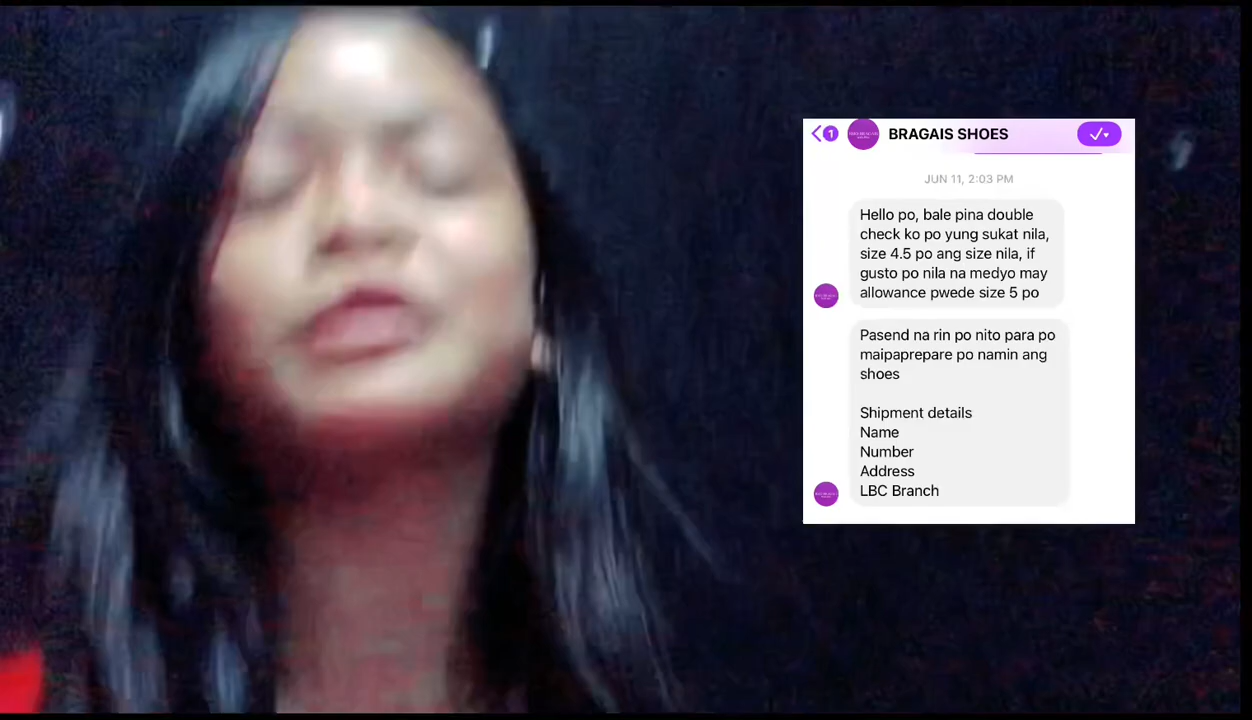 1
BRAGAIS SHOES
JUN 11, 2:03 PM
Hello po, bale pina double
check ko po yung sukat nila,
size 4.5 po ang size nila, if
gusto po nila na medyo may
allowance pwede size 5 po
Pasend na rin po nito para po
maipaprepare po namin ang
shoes
Shipment details
Name
Number
Address
LBC Branch